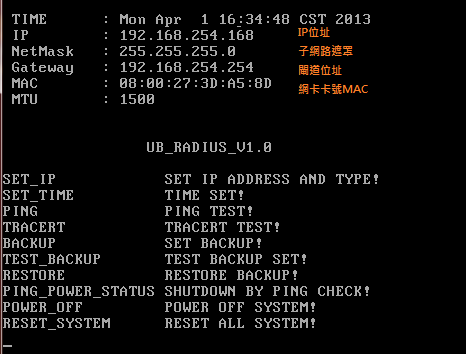 TIME : Mon Apr 1 16:34:48 CST 2013
IP : 192.168.254.168 IP位址
NetMask : 255.255.255.0 子網路遮罩
Gateway : 192.168.254.254 閘道位址
MAC : 08:00:27:3D:A5:8D 網卡卡號MAC
MTU : 1500
UB_RADIUS_V1.0
SET_IP SET IP ADDRESS AND TYPE!
SET_TIME TIME SET!
PING PING TEST!
TRACERT TRACERT TEST!
BACKUP SET BACKUP!
TEST_BACKUP TEST BACKUP SET!
RESTORE RESTORE BACKUP!
PING_POWER_STATUS SHUTDOWN BY PING CHECK!
POWER_OFF POWER OFF SYSTEM!
RESET_SYSTEM RESET ALL SYSTEM!
_